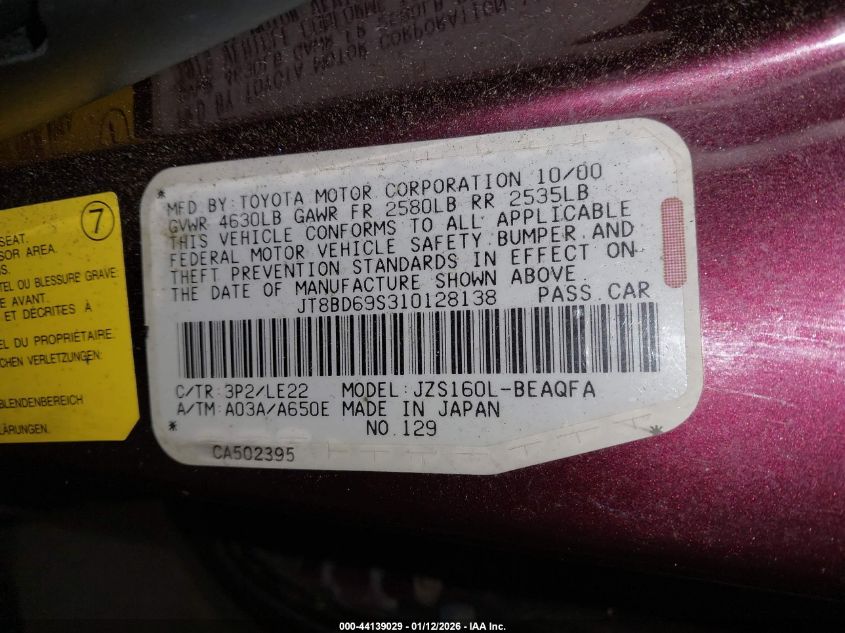 MFD BY: TOYOTA MOTOR CORPORATION 10/00
GVWR 4630LB GAWR FR 2580LB RR 2535LB
THIS VEHICLE CONFORMS TO ALL APPLICABLE
FEDERAL MOTOR VEHICLE SAFETY, BUMPER AND
THEFT PREVENTION STANDARDS IN EFFECT ON
THE DATE OF MANUFACTURE SHOWN ABOVE.
JT8BD69S310128138 PASS. CAR
C/TR: 3P2/LE22 MODEL: JZS160L-BEAQFA
A/TM: A03A/A650E MADE IN JAPAN
NO. 129
CA502395
7
SEAT.
SOR AREA.
TEL OU BLESSURE GRAVE
E AVANT.
ET DÉCRITES
EL DU PROPRIÉTAIRE.
CHEN VERLETZUNGEN:
BLENDENBEREICH
LÄRUNGEN.
000-44139029 - 01/12/2026 - IAA Inc.